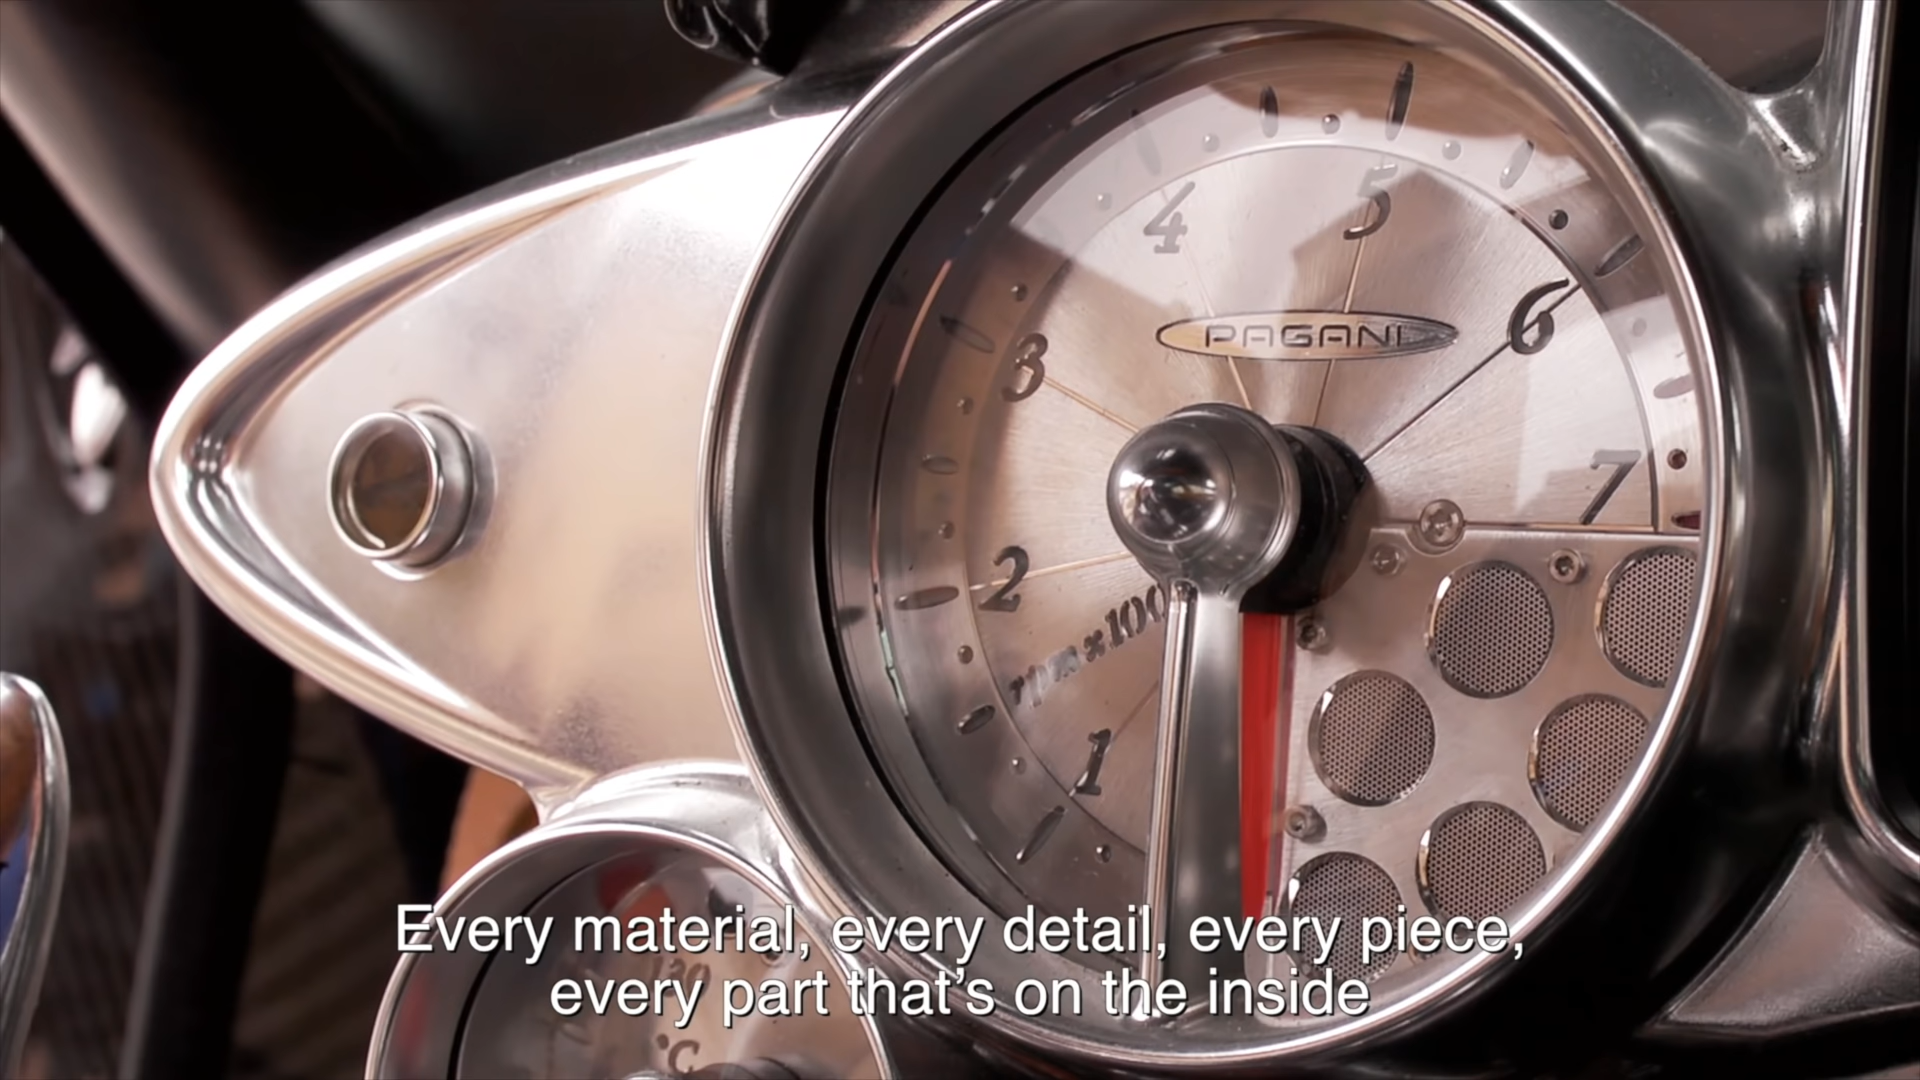 4
5
3
PAGANI
6
7
2
rpm x100
1
Every material, every detail, every piece,
every part that's on the inside
130
°C